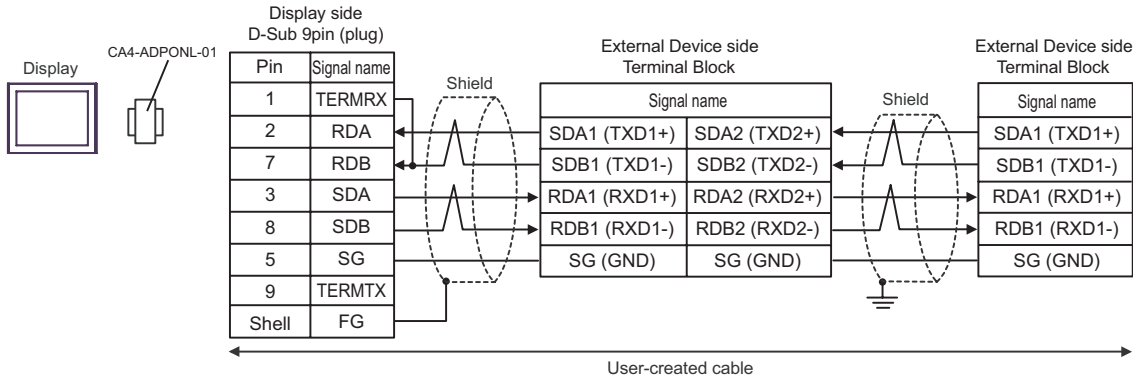 Display
CA4-ADPONL-01
Display side
D-Sub 9pin (plug)
Pin Signal name
1 TERMRX
2 RDA
7 RDB
3 SDA
8 SDB
5 SG
9 TERMTX
Shell FG
Shield
External Device side
Terminal Block
Signal name
SDA1 (TXD1+) SDA2 (TXD2+)
SDB1 (TXD1-) SDB2 (TXD2-)
RDA1 (RXD1+) RDA2 (RXD2+)
RDB1 (RXD1-) RDB2 (RXD2-)
SG (GND) SG (GND)
Shield
External Device side
Terminal Block
Signal name
SDA1 (TXD1+)
SDB1 (TXD1-)
RDA1 (RXD1+)
RDB1 (RXD1-)
SG (GND)
User-created cable